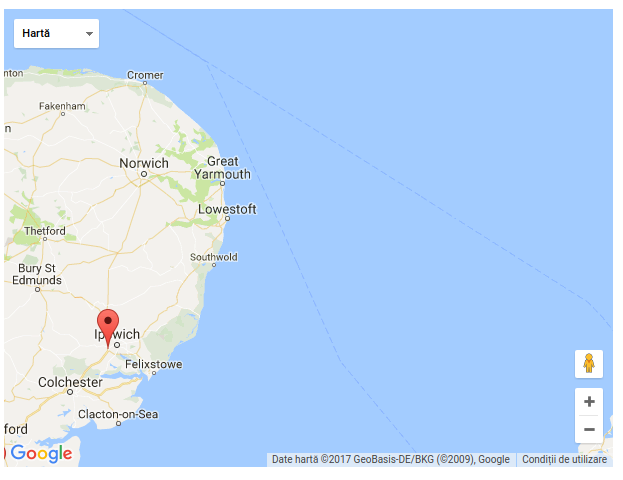 Hartă
nton
Cromer
Fakenham
n
Norwich
Great
Yarmouth
Lowestoft
Thetford
Southwold
Bury St
Edmunds
Ipswich
Felixstowe
Colchester
Clacton-on-Sea
ford
Google
Date hartă ©2017 GeoBasis-DE/BKG (©2009), Google
Condiții de utilizare